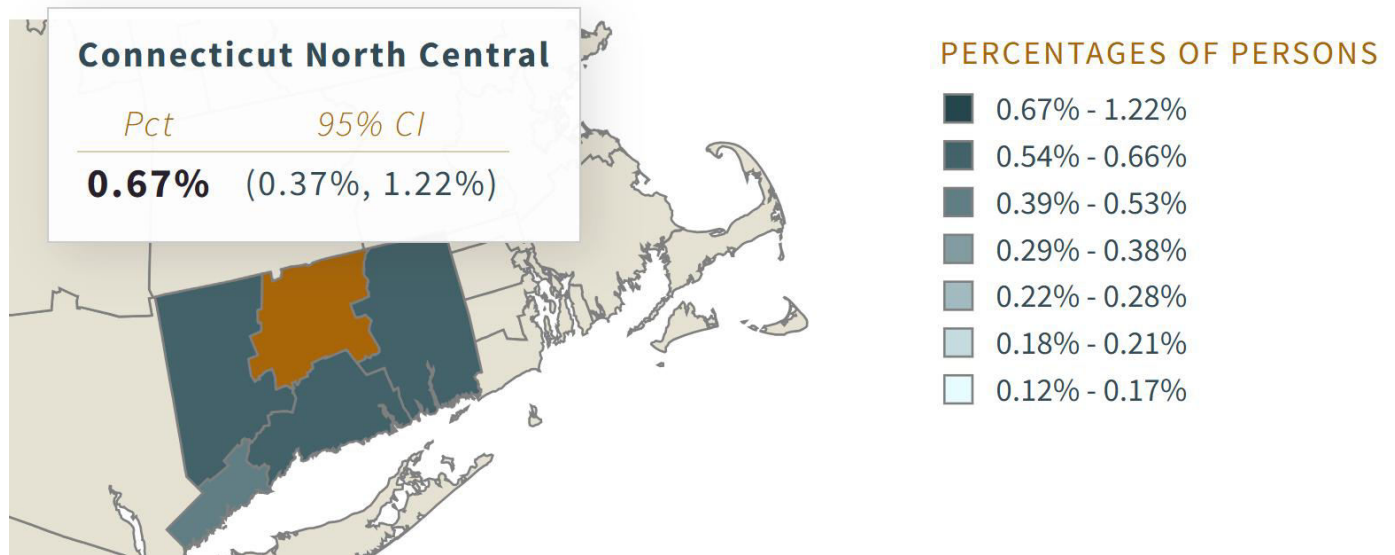 Connecticut North Central
Pct 95% CI
0.67% (0.37%, 1.22%)
PERCENTAGES OF PERSONS
0.67% - 1.22%
0.54% - 0.66%
0.39% - 0.53%
0.29% - 0.38%
0.22% - 0.28%
0.18% - 0.21%
0.12% - 0.17%